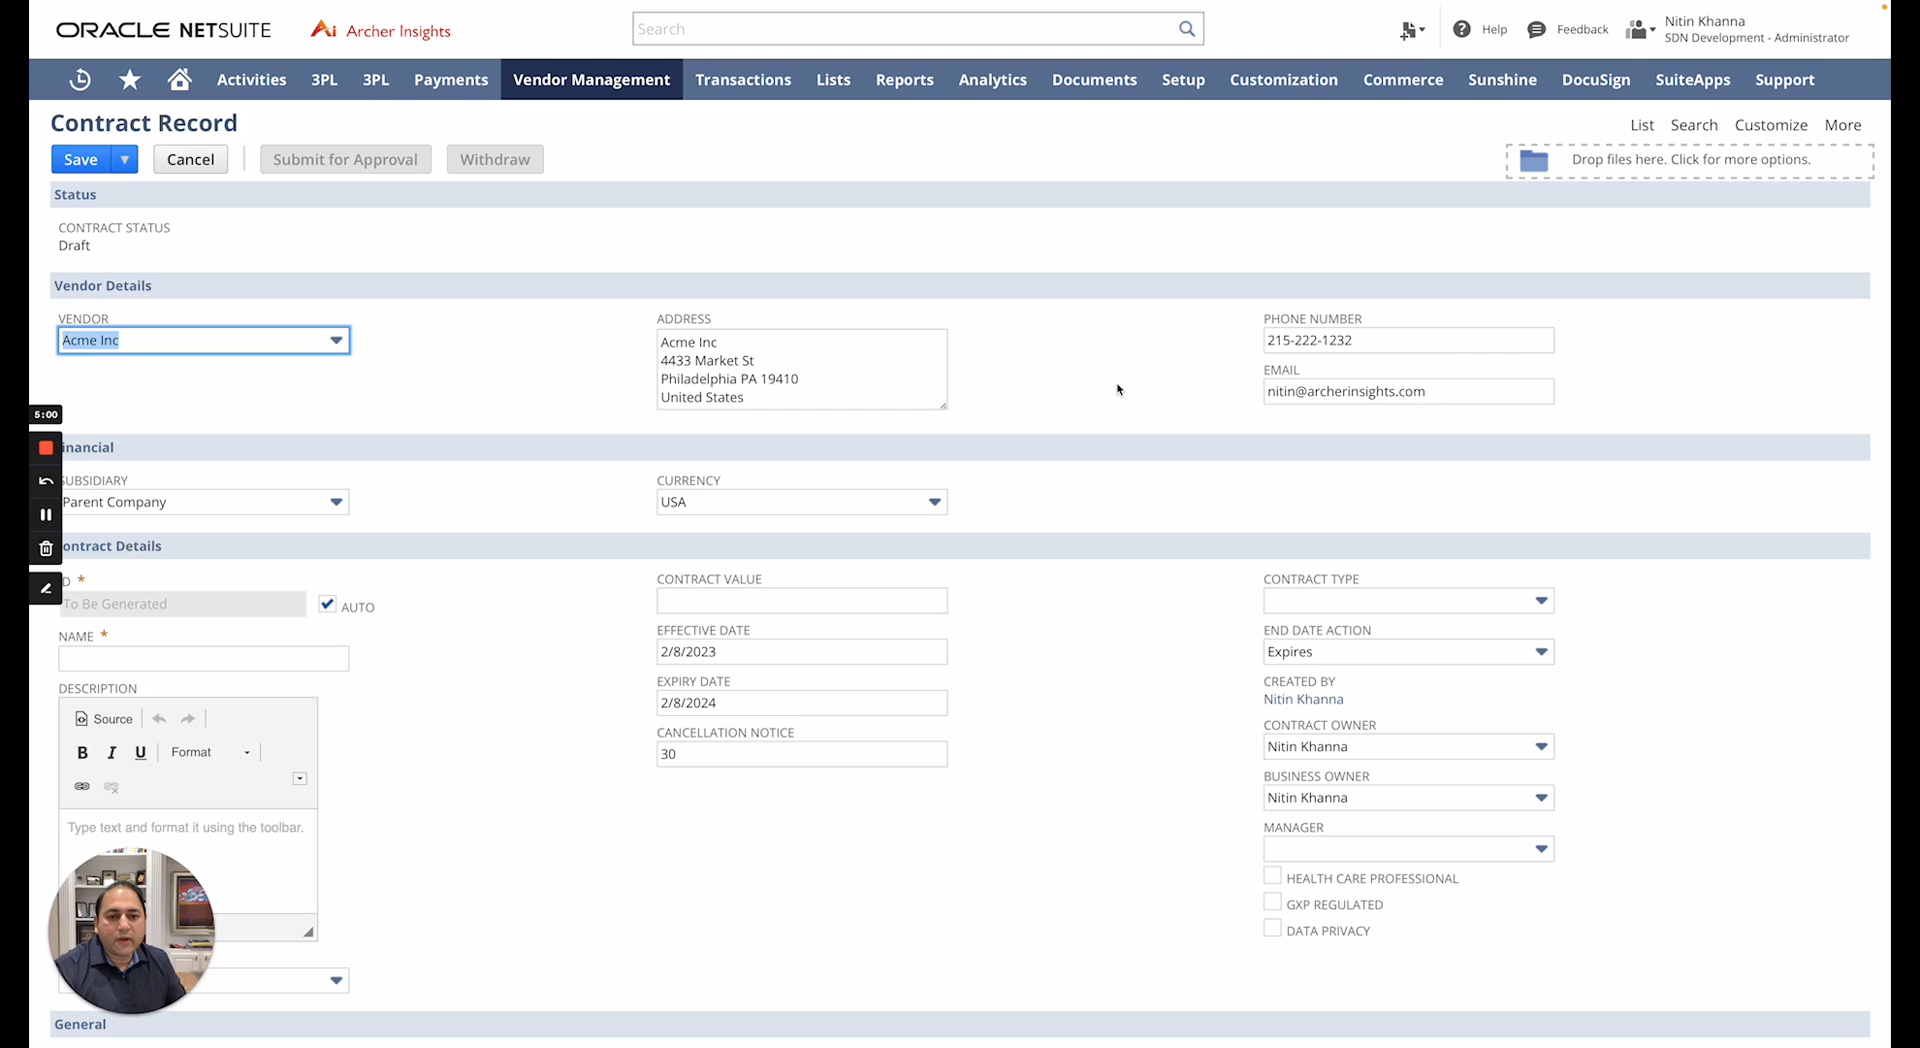 ORACLE NETSUITE
Ai Archer Insights
Search
Help
Feedback
Nitin Khanna
SDN Development - Administrator
Activities 3PL 3PL Payments Vendor Management Transactions Lists Reports Analytics Documents Setup Customization Commerce Sunshine DocuSign SuiteApps Support
Contract Record
List Search Customize More
Save Cancel Submit for Approval Withdraw
Drop files here. Click for more options.
Status
CONTRACT STATUS
Draft
Vendor Details
VENDOR
Acme Inc
ADDRESS
Acme Inc
4433 Market St
Philadelphia PA 19410
United States
PHONE NUMBER
215-222-1232
EMAIL
nitin@archerinsights.com
5:00
inancial
SUBSIDIARY
Parent Company
CURRENCY
USA
ontract Details
D *
To Be Generated
AUTO
NAME *
DESCRIPTION
Source
B I U Format
Type text and format it using the toolbar.
CONTRACT VALUE
EFFECTIVE DATE
2/8/2023
EXPIRY DATE
2/8/2024
CANCELLATION NOTICE
30
CONTRACT TYPE
END DATE ACTION
Expires
CREATED BY
Nitin Khanna
CONTRACT OWNER
Nitin Khanna
BUSINESS OWNER
Nitin Khanna
MANAGER
HEALTH CARE PROFESSIONAL
GXP REGULATED
DATA PRIVACY
General